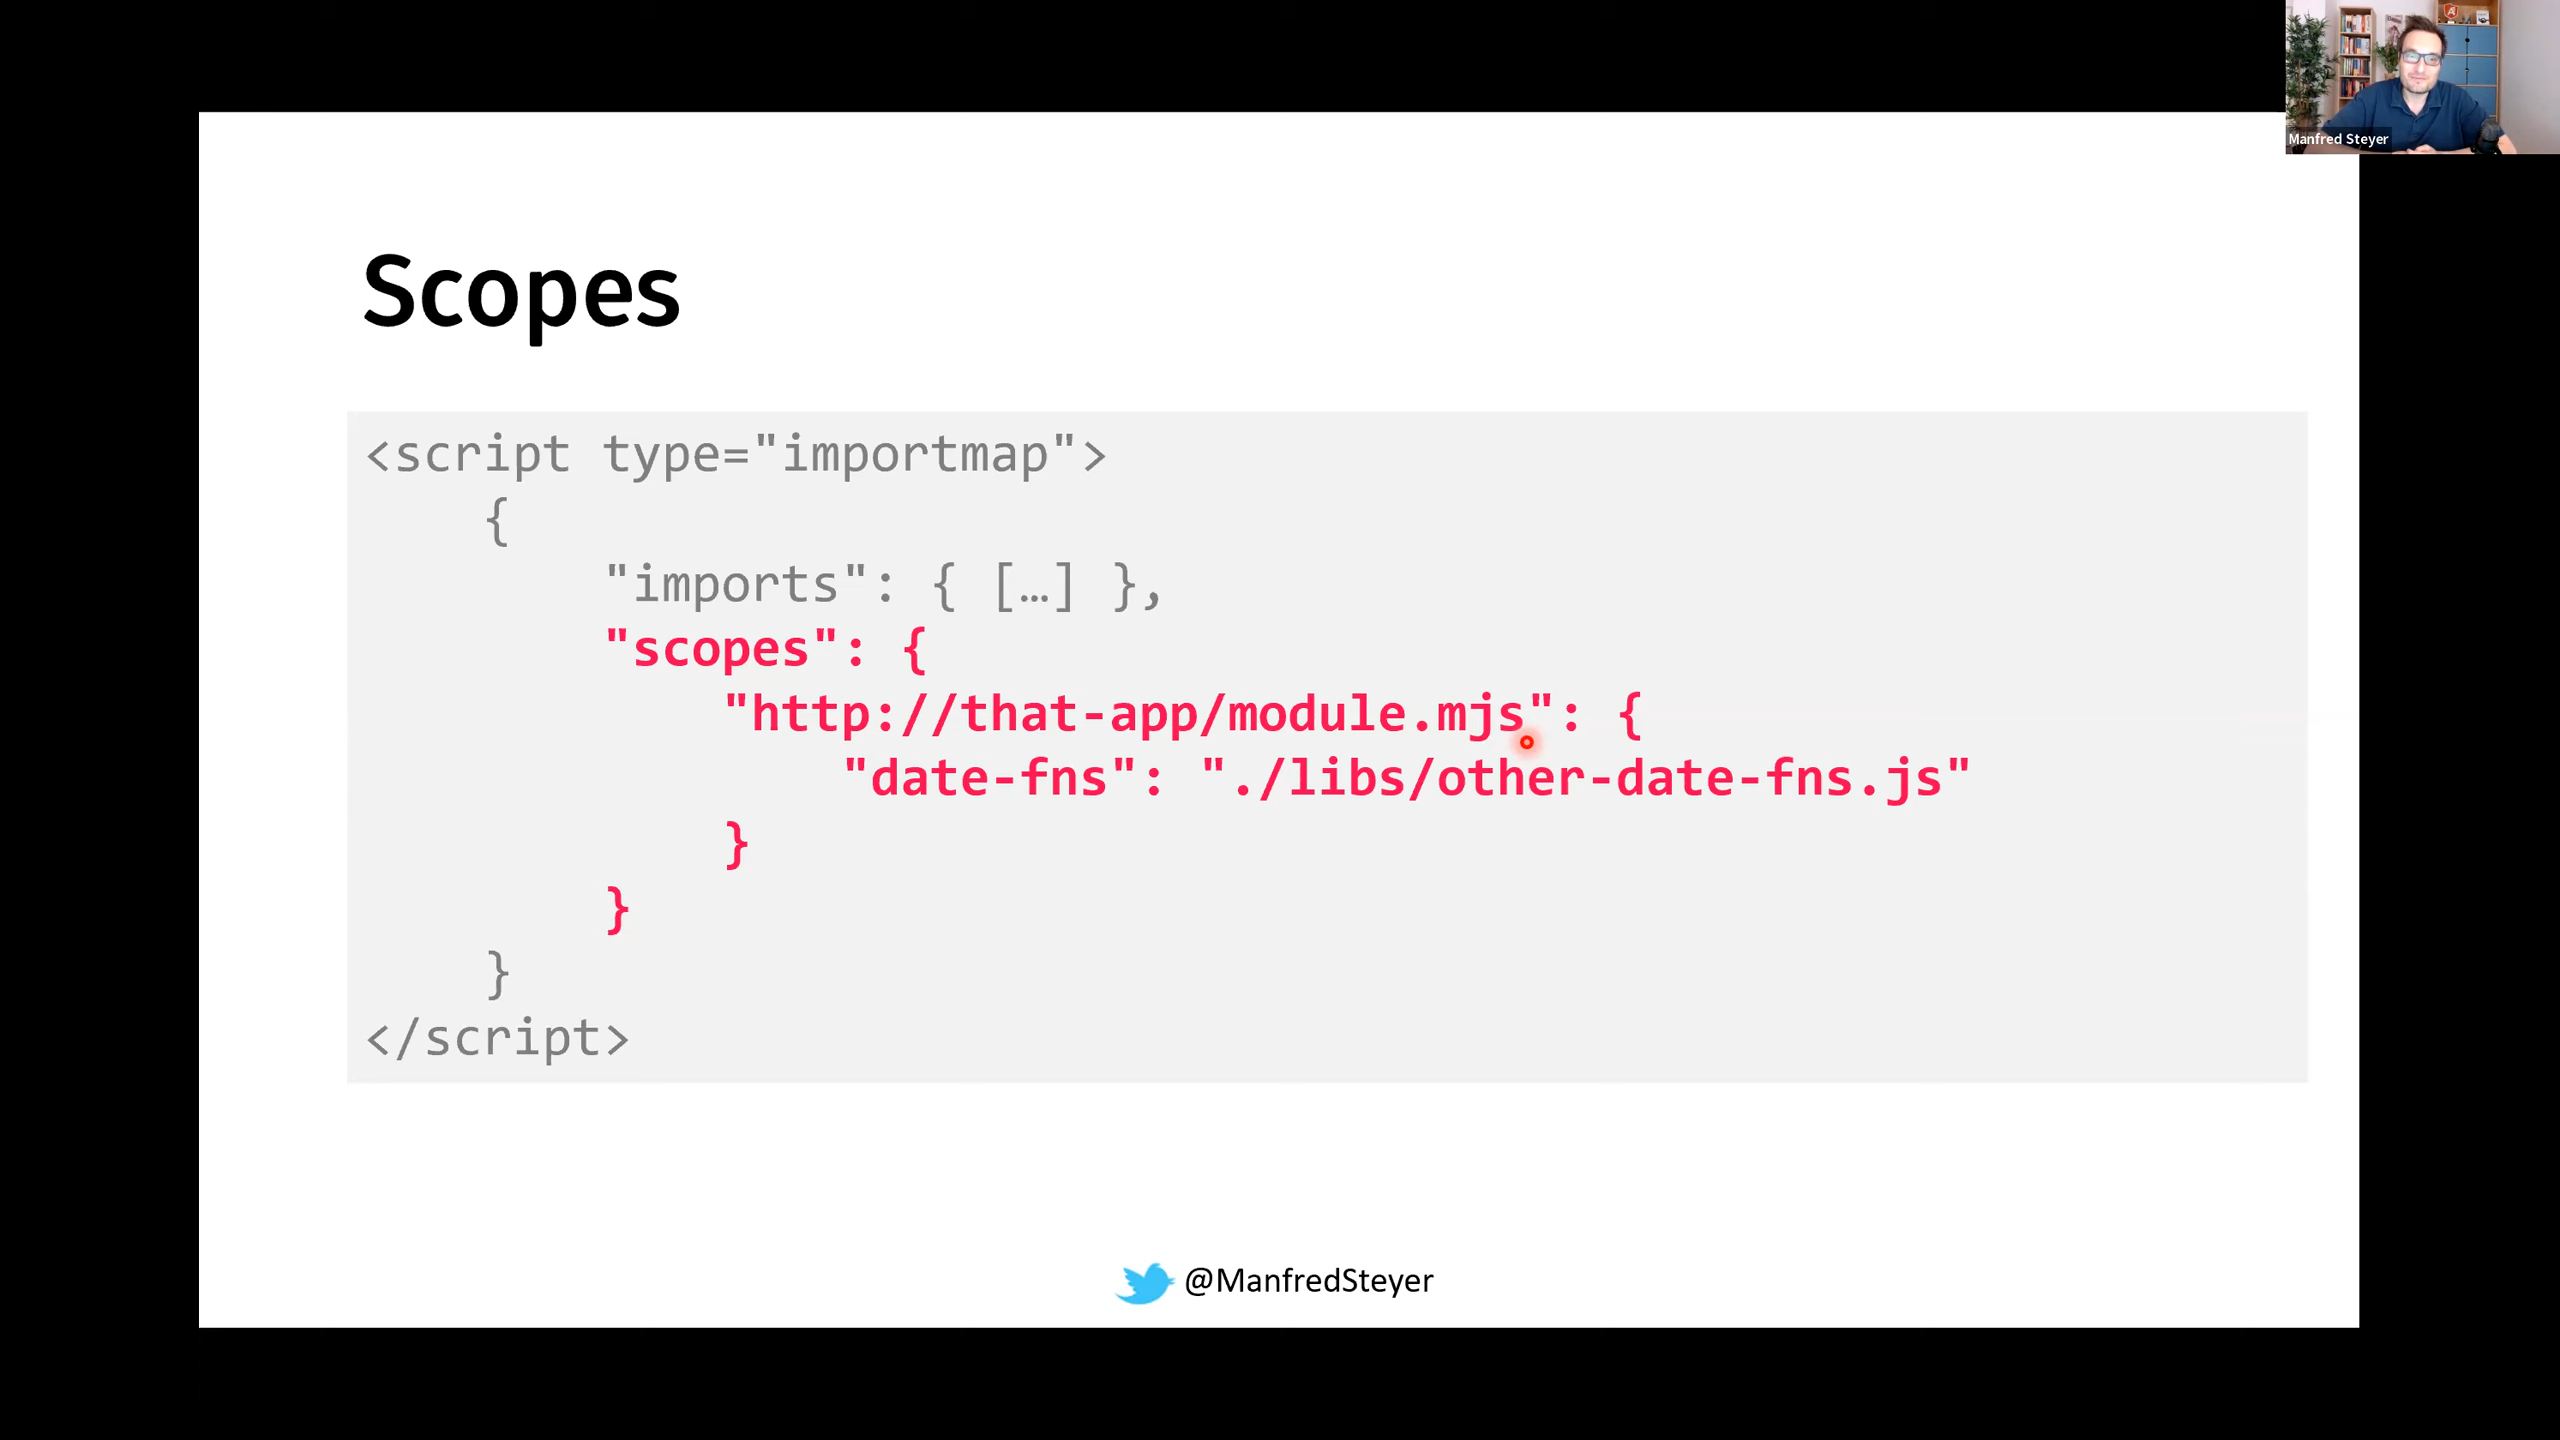 Manfred Steyer
Scopes
<script type="importmap">
{
"imports": { […] },
"scopes": {
"http://that-app/module.mjs": {
"date-fns": "./libs/other-date-fns.js"
}
}
}
</script>
@ManfredSteyer